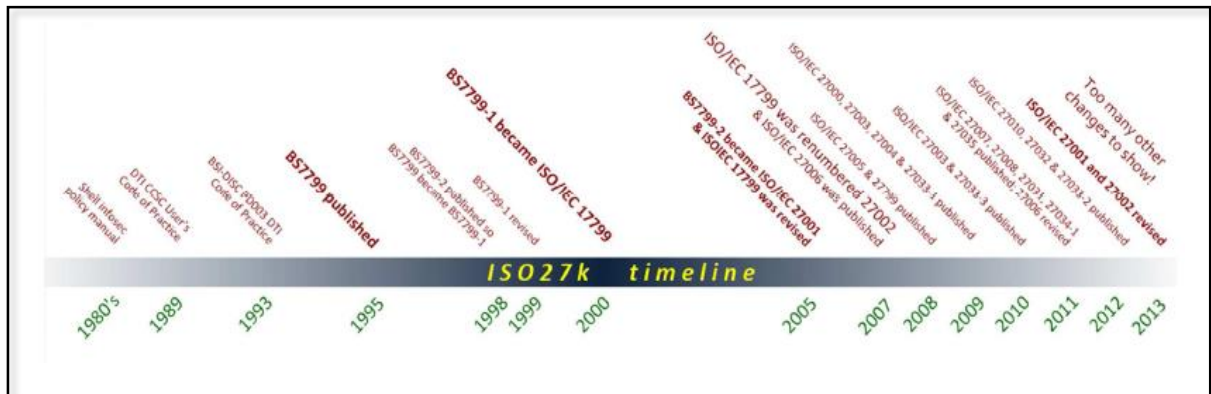 Shell infosec
policy manual
DTI CCSC User's
Code of Practice
BSI-DISC PD003 DTI
Code of Practice
BS7799 published
BS7799-2 published so
BS7799 became BS7799-1
BS7799-1 revised
BS7799-1 became ISO/IEC 17799
BS7799-2 became ISO/IEC 27001
& ISOIEC 17799 was revised
ISO/IEC 17799 was renumbered 27002
& ISO/IEC 27006 was published
ISO/IEC 27005 & 27799 published
ISO/IEC 27000, 27003, 27004 & 27033-1 published
ISO/IEC 27003 & 27033-3 published
ISO/IEC 27007, 27008, 27031, 27034-1
& 27035 published; 27006 revised
ISO/IEC 27010, 27032 & 27033-2 published
ISO/IEC 27001 and 27002 revised
Too many other
changes to show!
ISO27k timeline
1980's
1989
1993
1995
1998
1999
2000
2005
2007
2008
2009
2010
2011
2012
2013